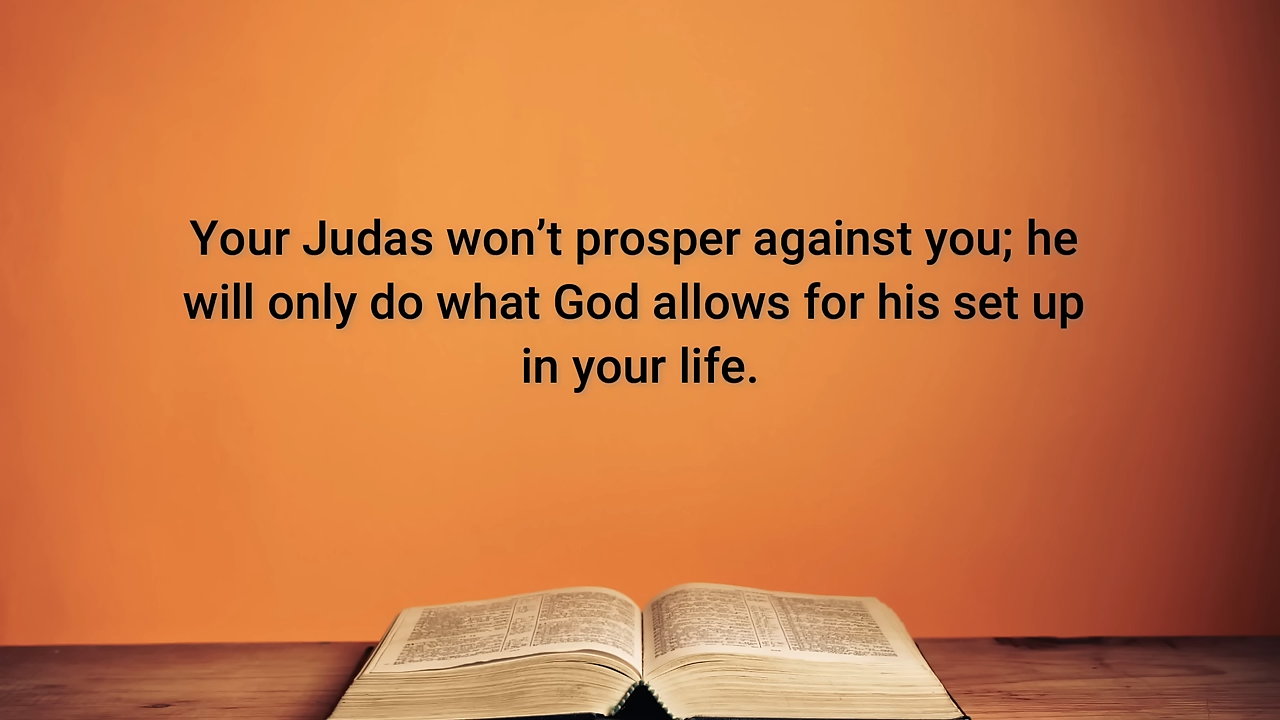 Your Judas won’t prosper against you; he
will only do what God allows for his set up
in your life.